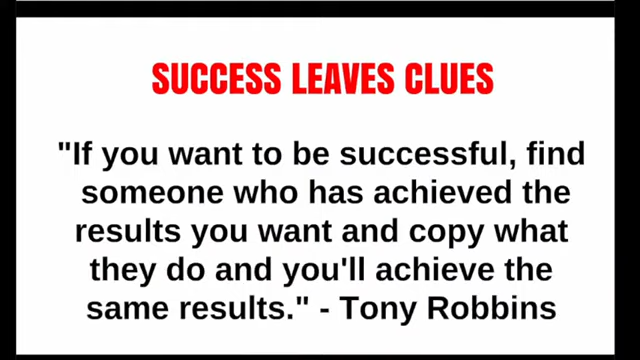 SUCCESS LEAVES CLUES
"If you want to be successful, find
someone who has achieved the
results you want and copy what
they do and you'll achieve the
same results." - Tony Robbins